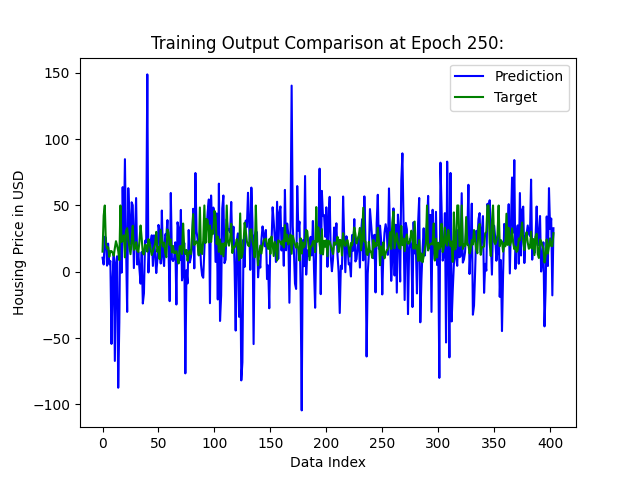 Training Output Comparison at Epoch 250:
Prediction
Target
Housing Price in USD
150
100
50
0
−50
−100
0 50 100 150 200 250 300 350 400
Data Index